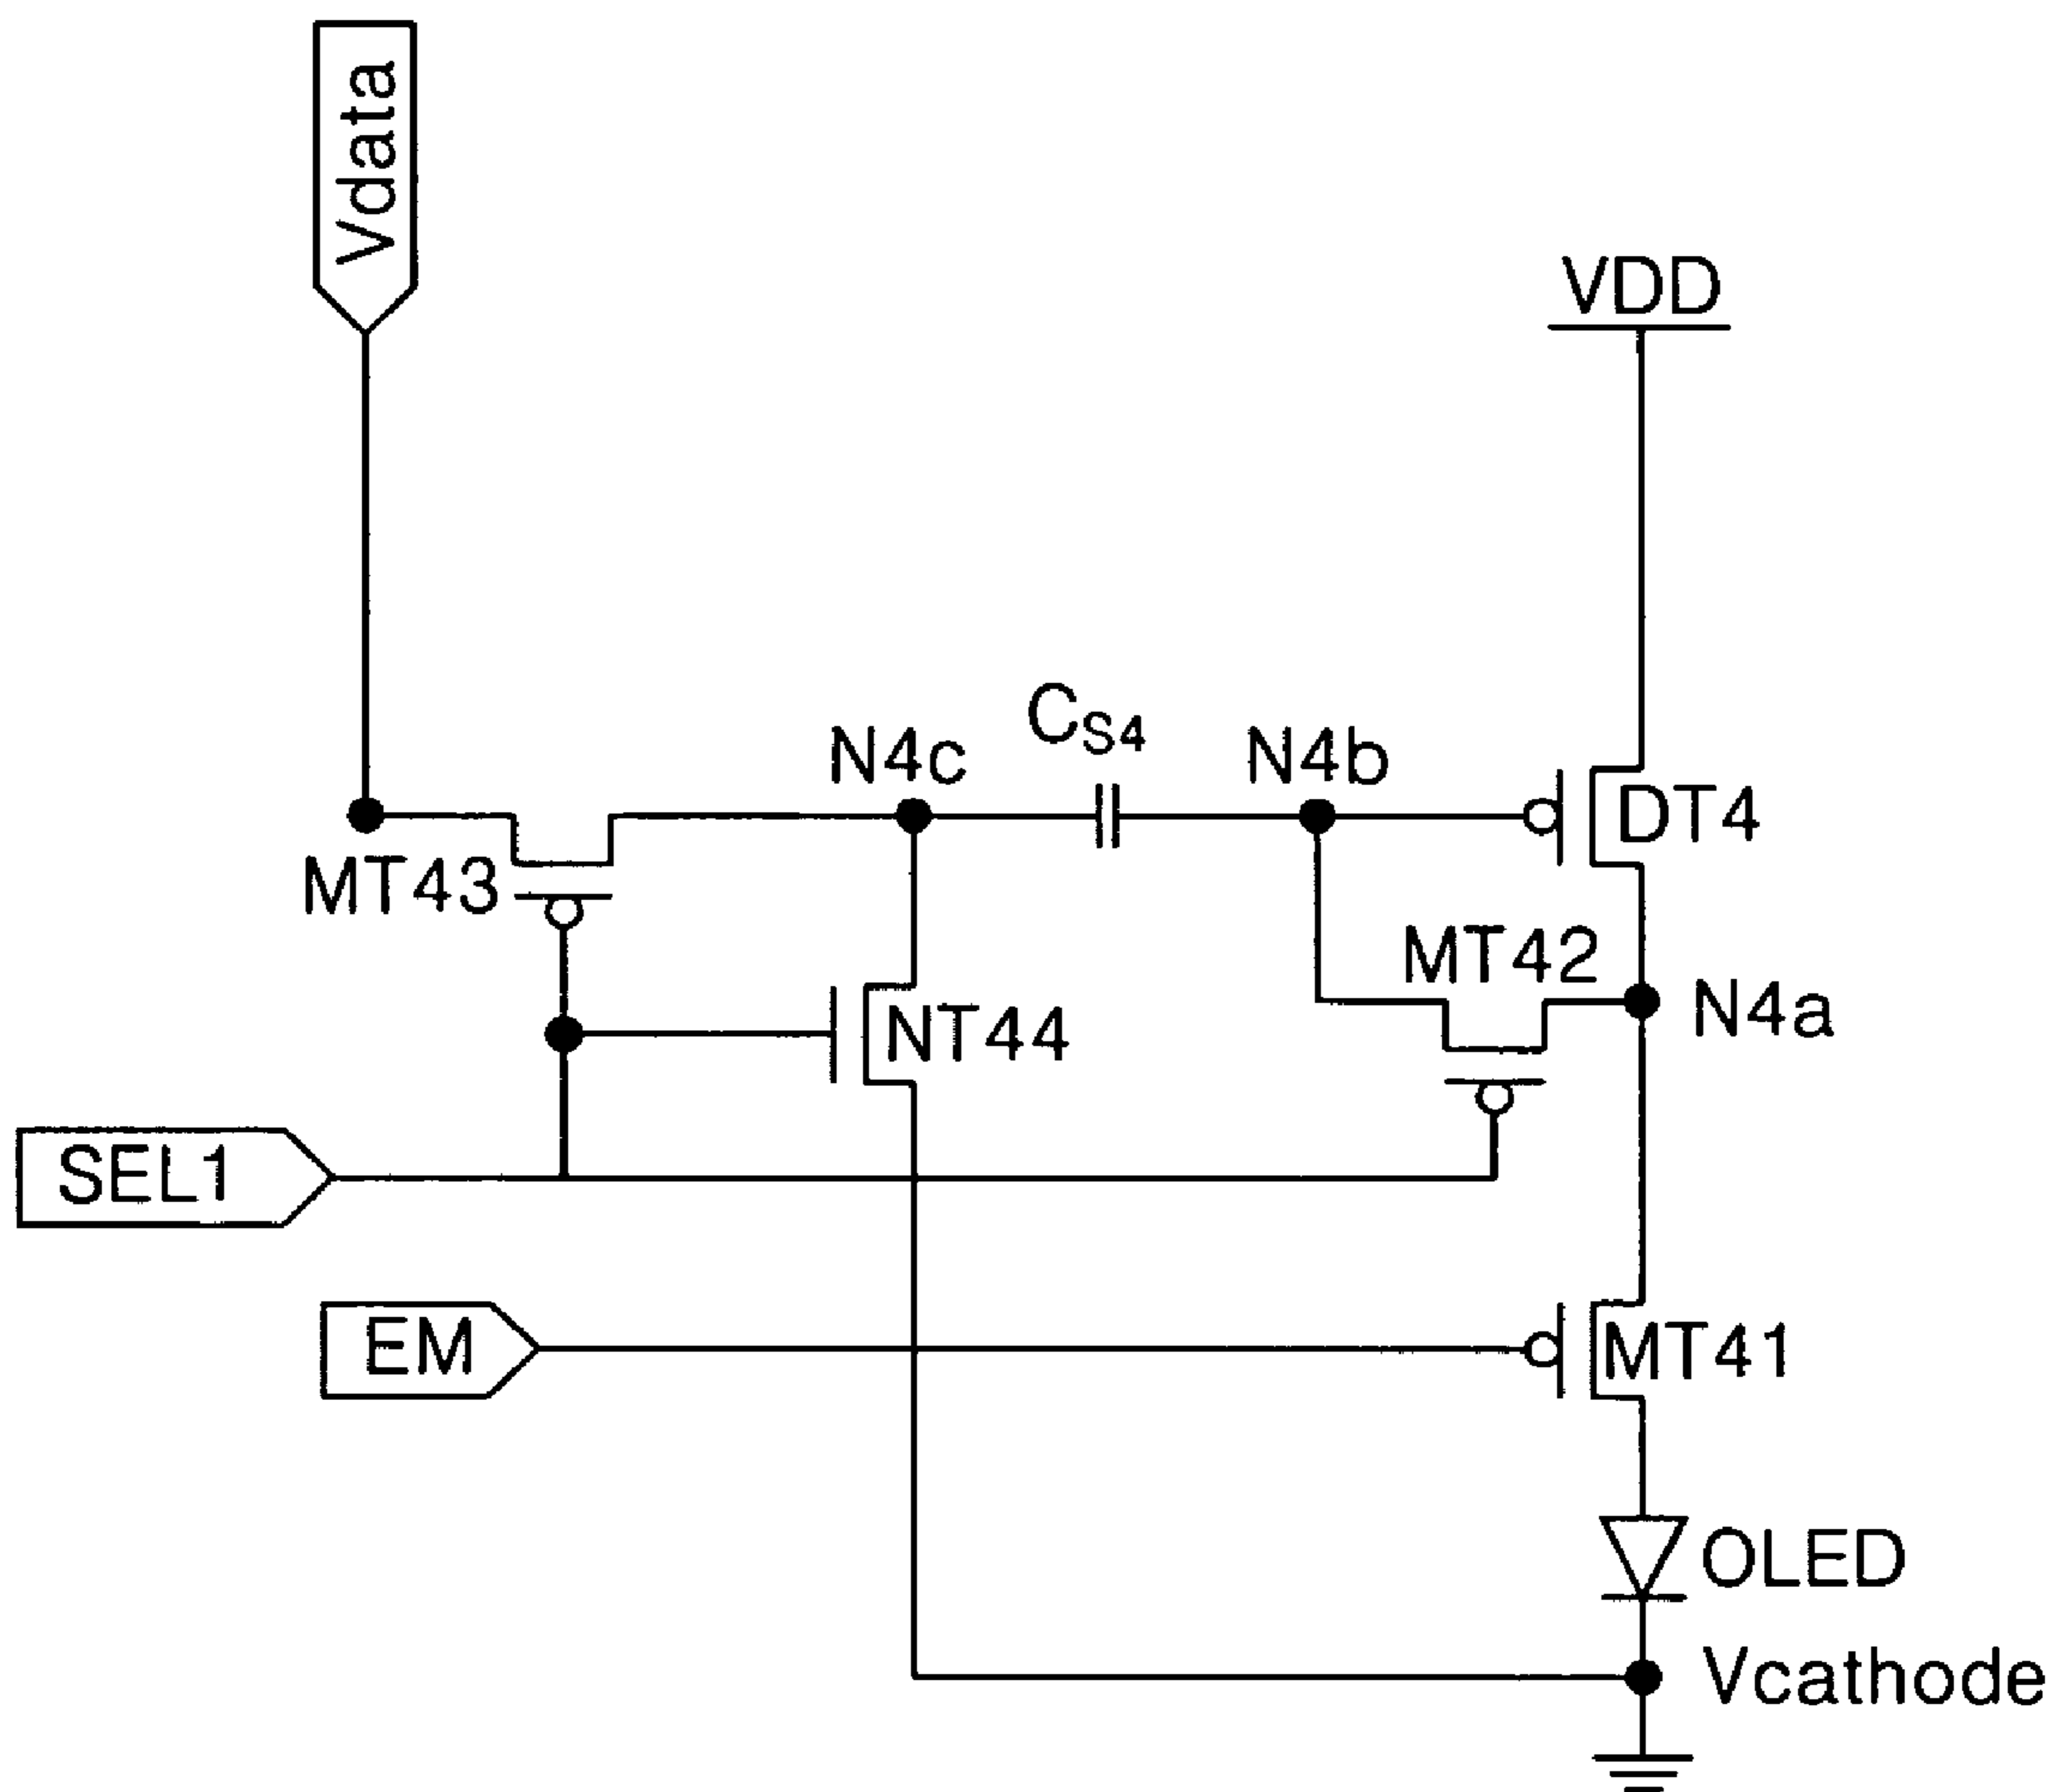 Vdata
VDD
CS4
N4c
N4b
DT4
MT43
MT42
N4a
NT44
SEL1
EM
MT41
OLED
Vcathode